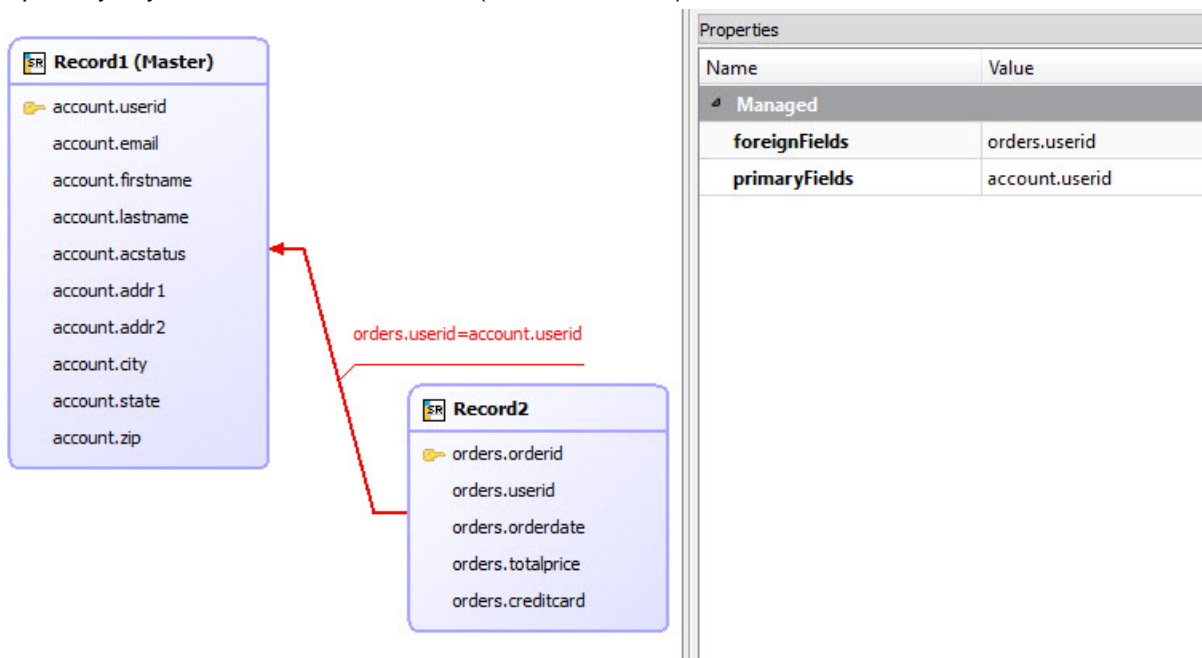 Record1 (Master)
account.userid
account.email
account.firstname
account.lastname
account.acstatus
account.addr1
account.addr2
account.city
account.state
account.zip
orders.userid=account.userid
Record2
orders.orderid
orders.userid
orders.orderdate
orders.totalprice
orders.creditcard
Properties
Name Value
Managed
foreignFields orders.userid
primaryFields account.userid